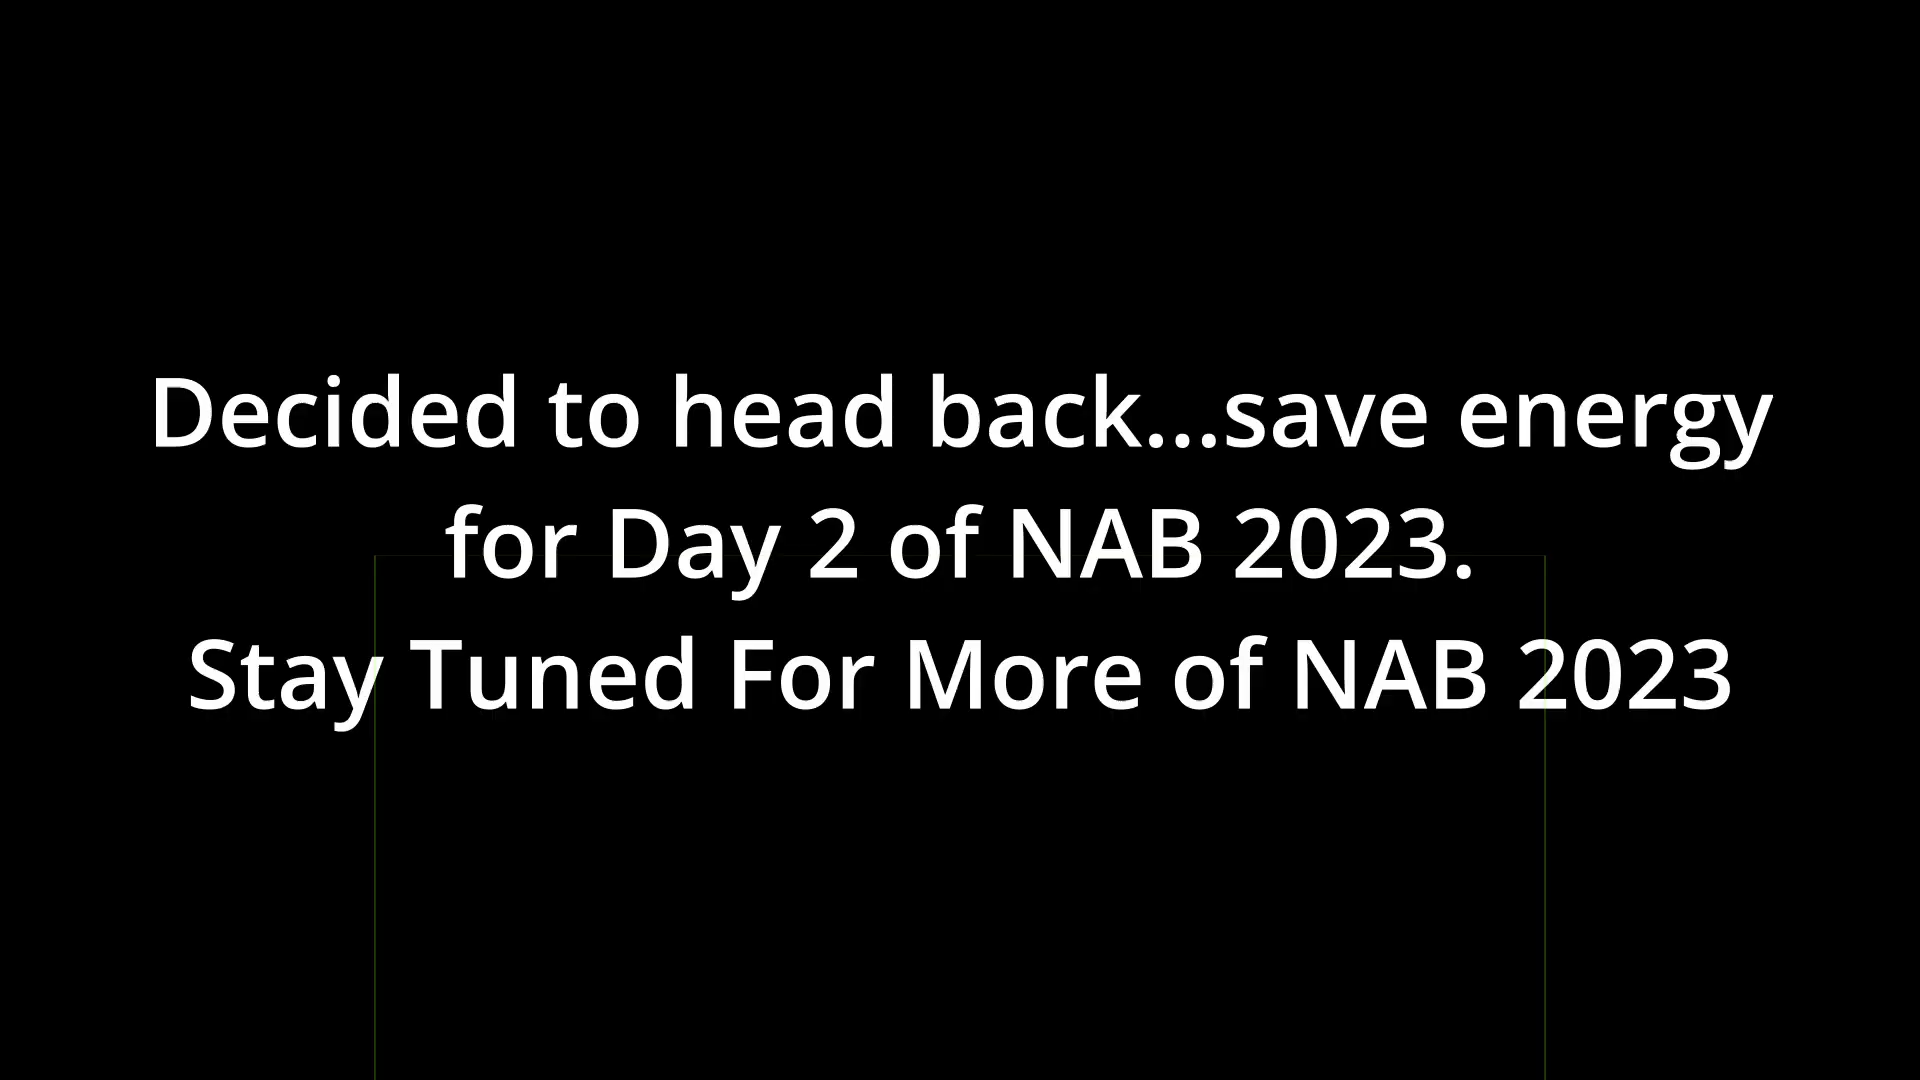 Decided to head back...save energy
for Day 2 of NAB 2023.
Stay Tuned For More of NAB 2023